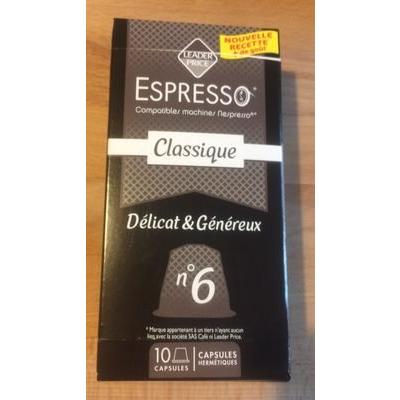 NOUVELLE
RECETTE
+ de goût
LEADER
PRICE
ESPRESSO*
Compatibles machines Nespresso®*
Classique
Délicat & Généreux
n°6
* Marque appartenant à un tiers n'ayant aucun
lien avec la société SAS Café ni Leader Price.
10 CAPSULES
CAPSULES
HERMÉTIQUES